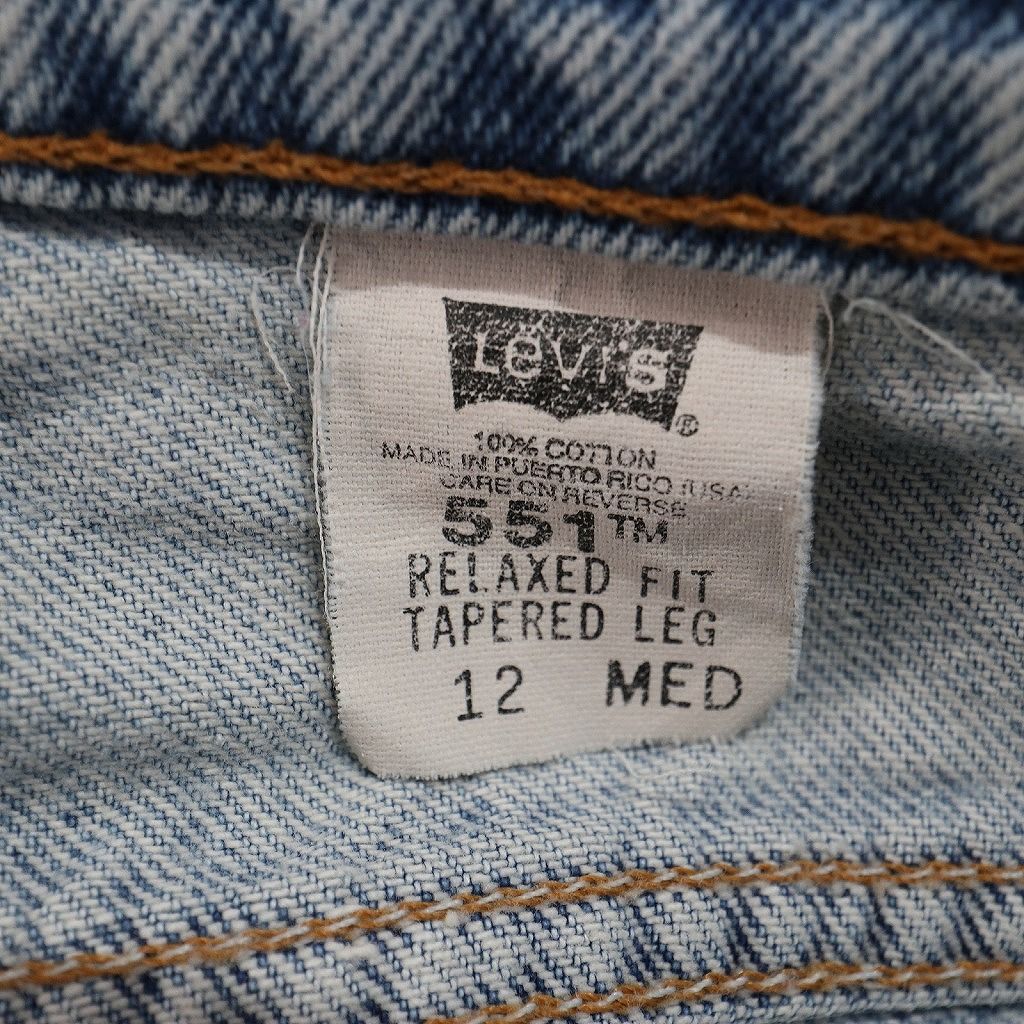 Levi's®
100% COTTON
MADE IN PUERTO RICO (USA)
CARE ON REVERSE
551™
RELAXED FIT
TAPERED LEG
12 MED